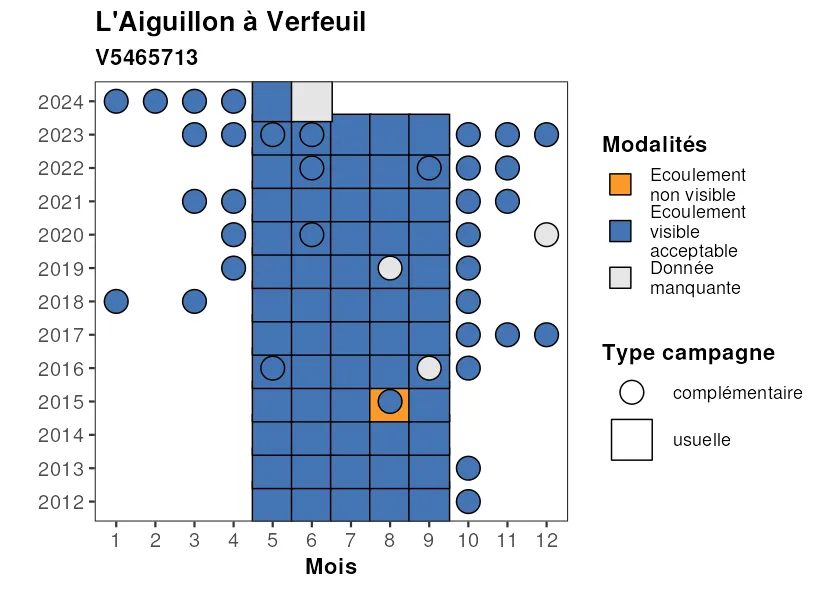 L'Aiguillon à Verfeuil
V5465713
2024
2023
2022
2021
2020
2019
2018
2017
2016
2015
2014
2013
2012
1 2 3 4 5 6 7 8 9 10 11 12
Mois
Modalités
Ecoulement
non visible
Ecoulement
visible
acceptable
Donnée
manquante
Type campagne
complémentaire
usuelle